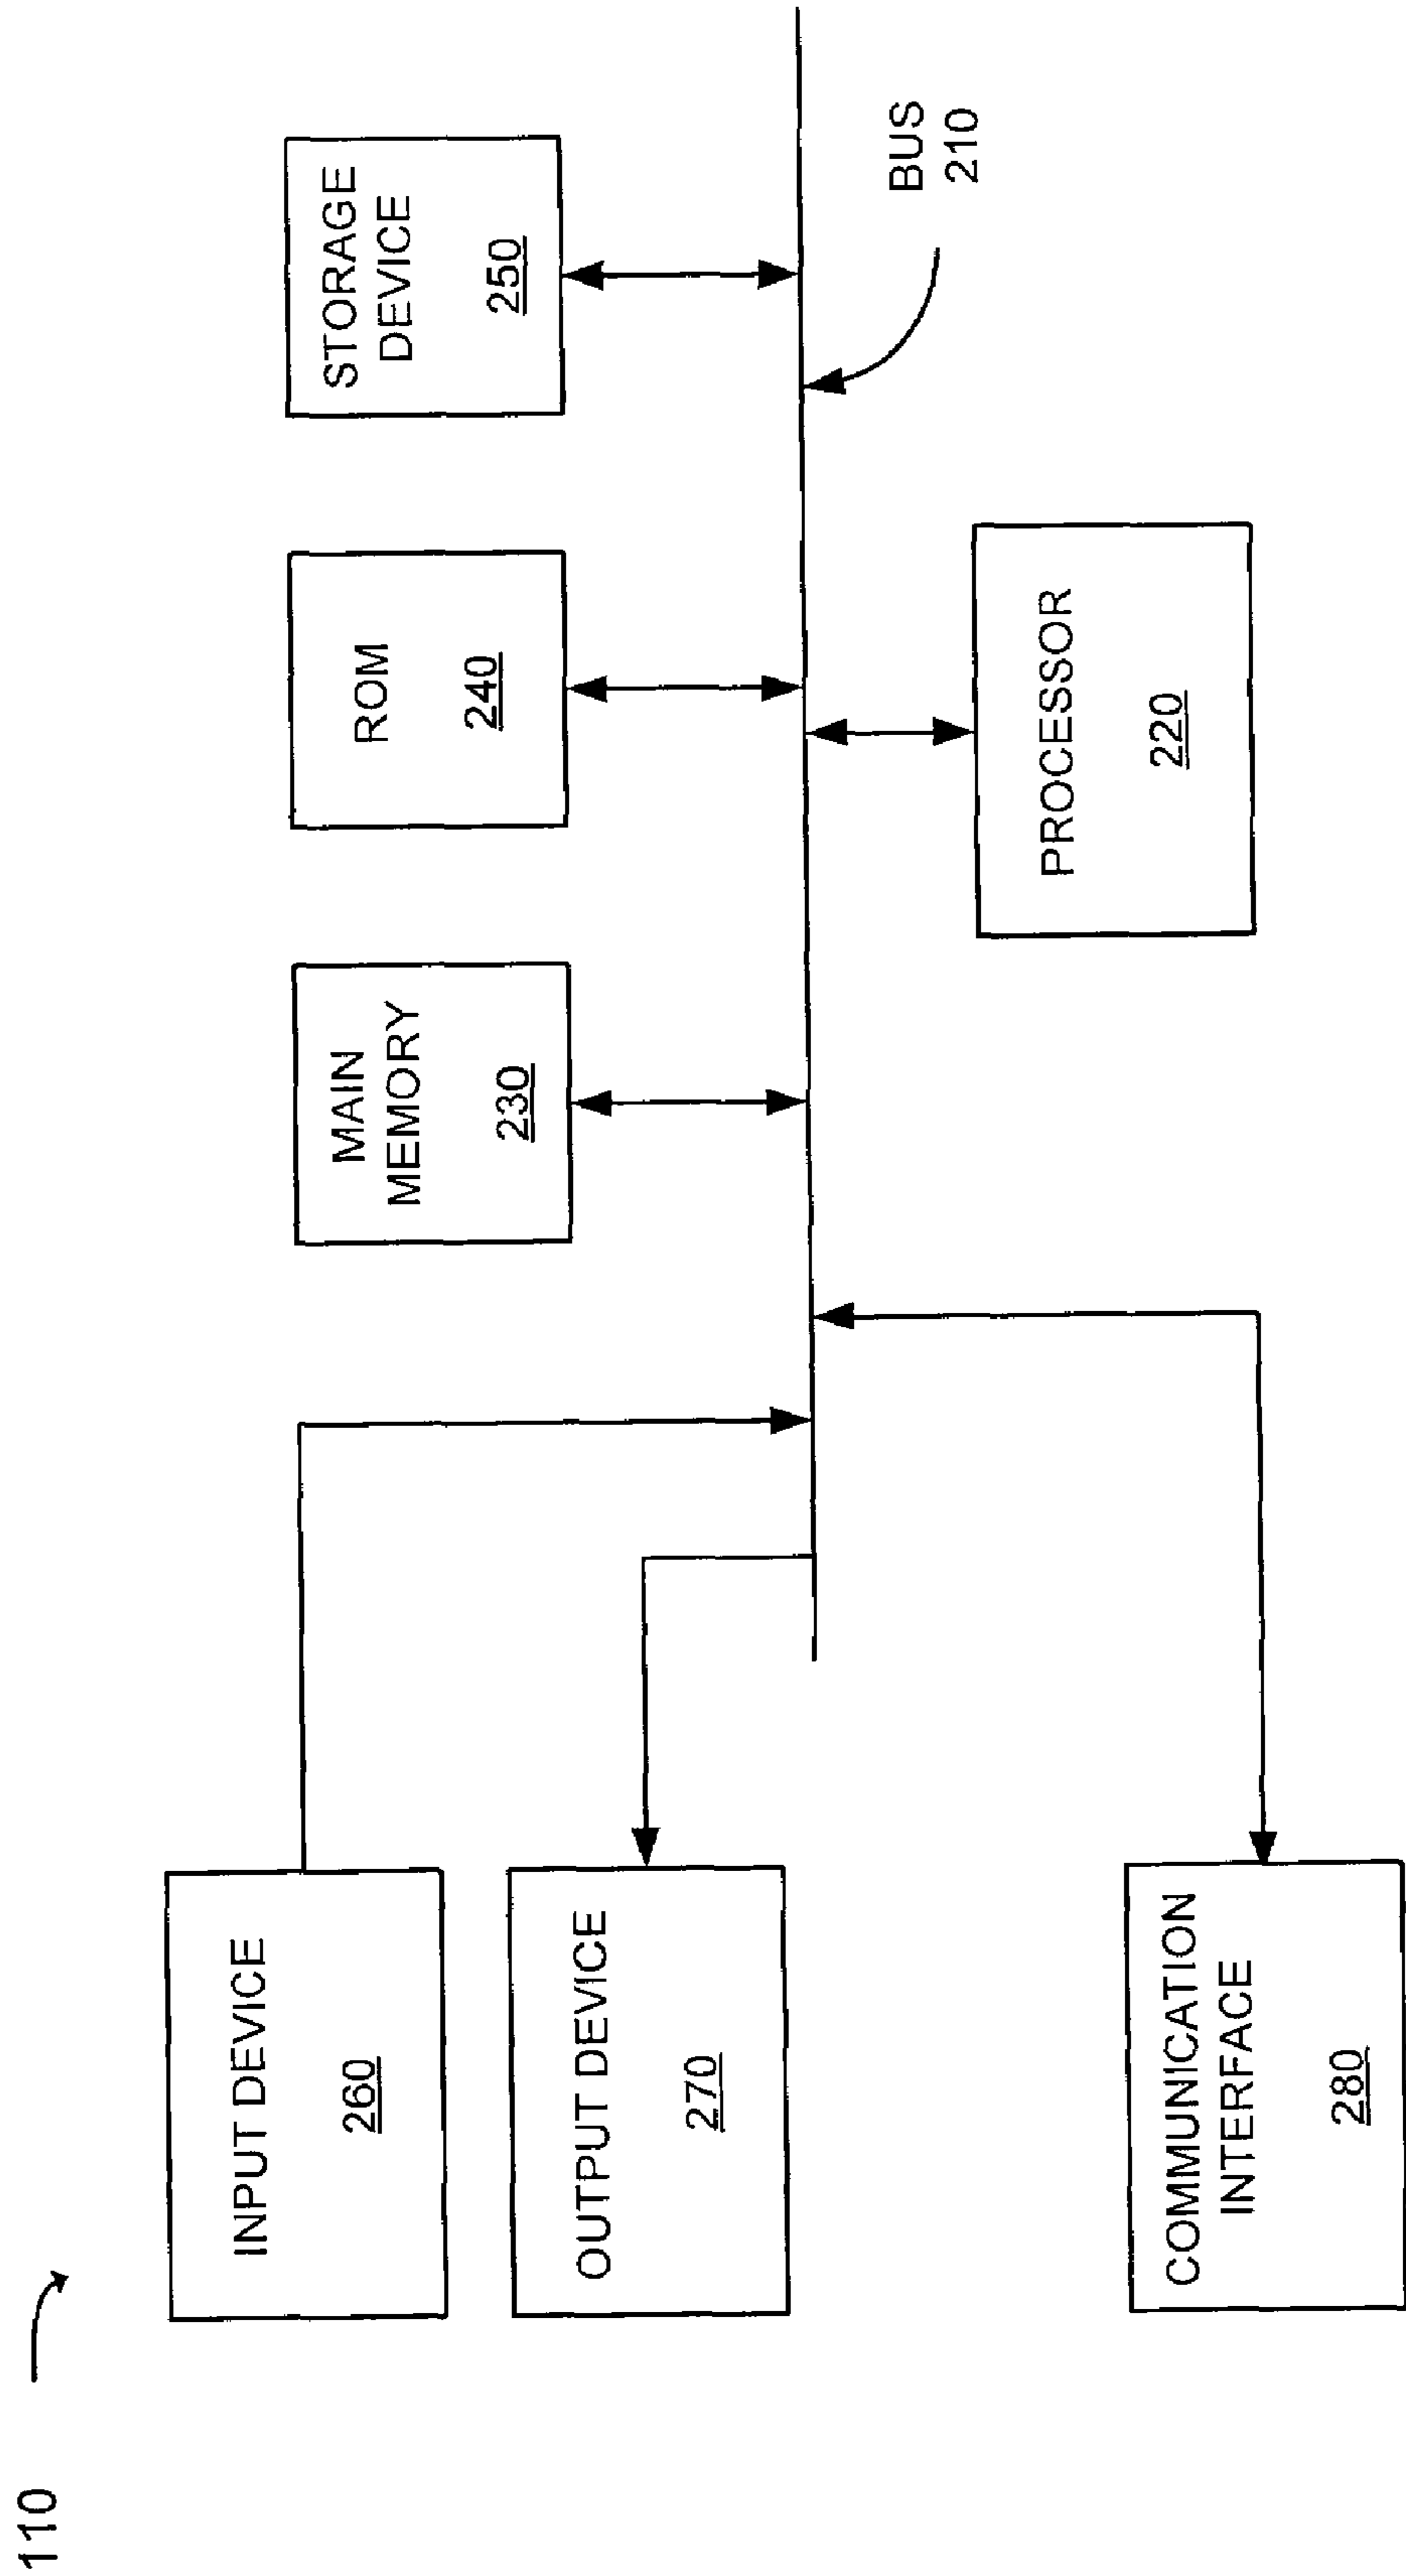 110
INPUT DEVICE
260
OUTPUT DEVICE
270
COMMUNICATION
INTERFACE
280
MAIN
MEMORY
230
ROM
240
STORAGE
DEVICE
250
PROCESSOR
220
BUS
210